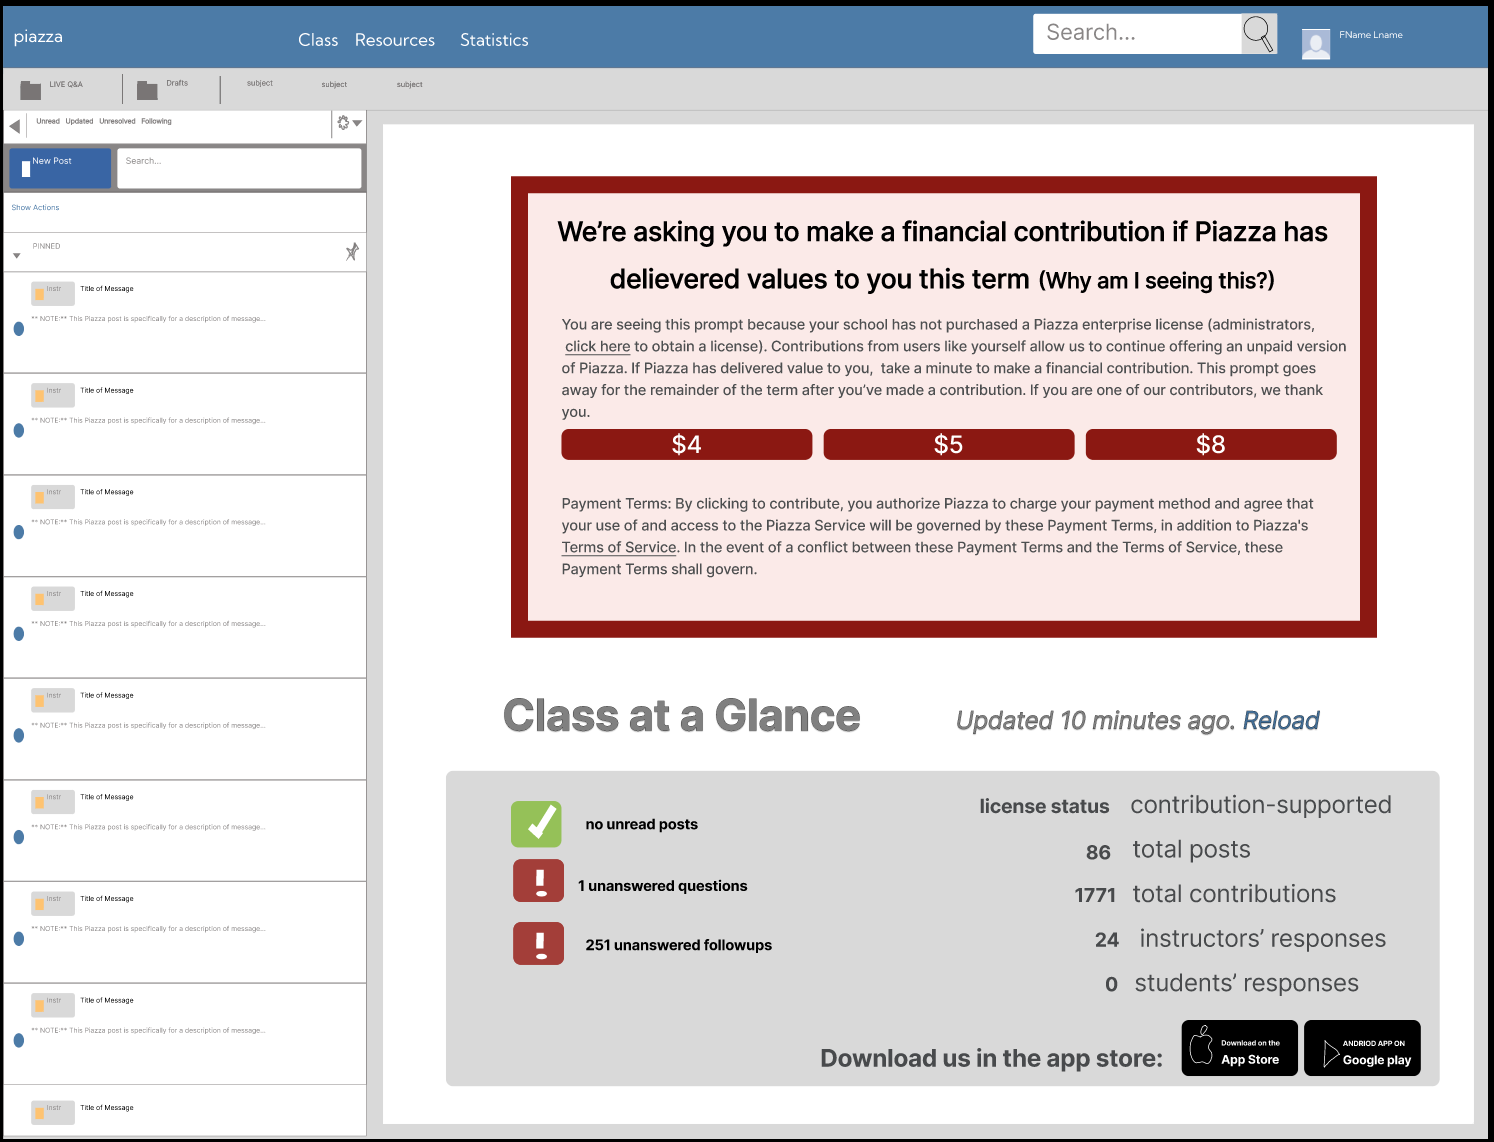 piazza
Class Resources Statistics
Search...
FName Lname
LIVE Q&A
Drafts
subject
subject
subject
Unread Updated Unresolved Following
New Post
Search...
Show Actions
PINNED
Instr Title of Message
** NOTE:** This Piazza post is specifically for a description of message...
Instr Title of Message
** NOTE:** This Piazza post is specifically for a description of message...
Instr Title of Message
** NOTE:** This Piazza post is specifically for a description of message...
Instr Title of Message
** NOTE:** This Piazza post is specifically for a description of message...
Instr Title of Message
** NOTE:** This Piazza post is specifically for a description of message...
Instr Title of Message
** NOTE:** This Piazza post is specifically for a description of message...
Instr Title of Message
** NOTE:** This Piazza post is specifically for a description of message...
Instr Title of Message
** NOTE:** This Piazza post is specifically for a description of message...
Instr Title of Message
We're asking you to make a financial contribution if Piazza has
delievered values to you this term (Why am I seeing this?)
You are seeing this prompt because your school has not purchased a Piazza enterprise license (administrators,
click here to obtain a license). Contributions from users like yourself allow us to continue offering an unpaid version
of Piazza. If Piazza has delivered value to you, take a minute to make a financial contribution. This prompt goes
away for the remainder of the term after you've made a contribution. If you are one of our contributors, we thank
you.
$4 $5 $8
Payment Terms: By clicking to contribute, you authorize Piazza to charge your payment method and agree that
your use of and access to the Piazza Service will be governed by these Payment Terms, in addition to Piazza's
Terms of Service. In the event of a conflict between these Payment Terms and the Terms of Service, these
Payment Terms shall govern.
Class at a Glance
Updated 10 minutes ago. Reload
no unread posts
1 unanswered questions
251 unanswered followups
license status contribution-supported
86 total posts
1771 total contributions
24 instructors' responses
0 students' responses
Download us in the app store:
Download on the
App Store
ANDRIOD APP ON
Google play